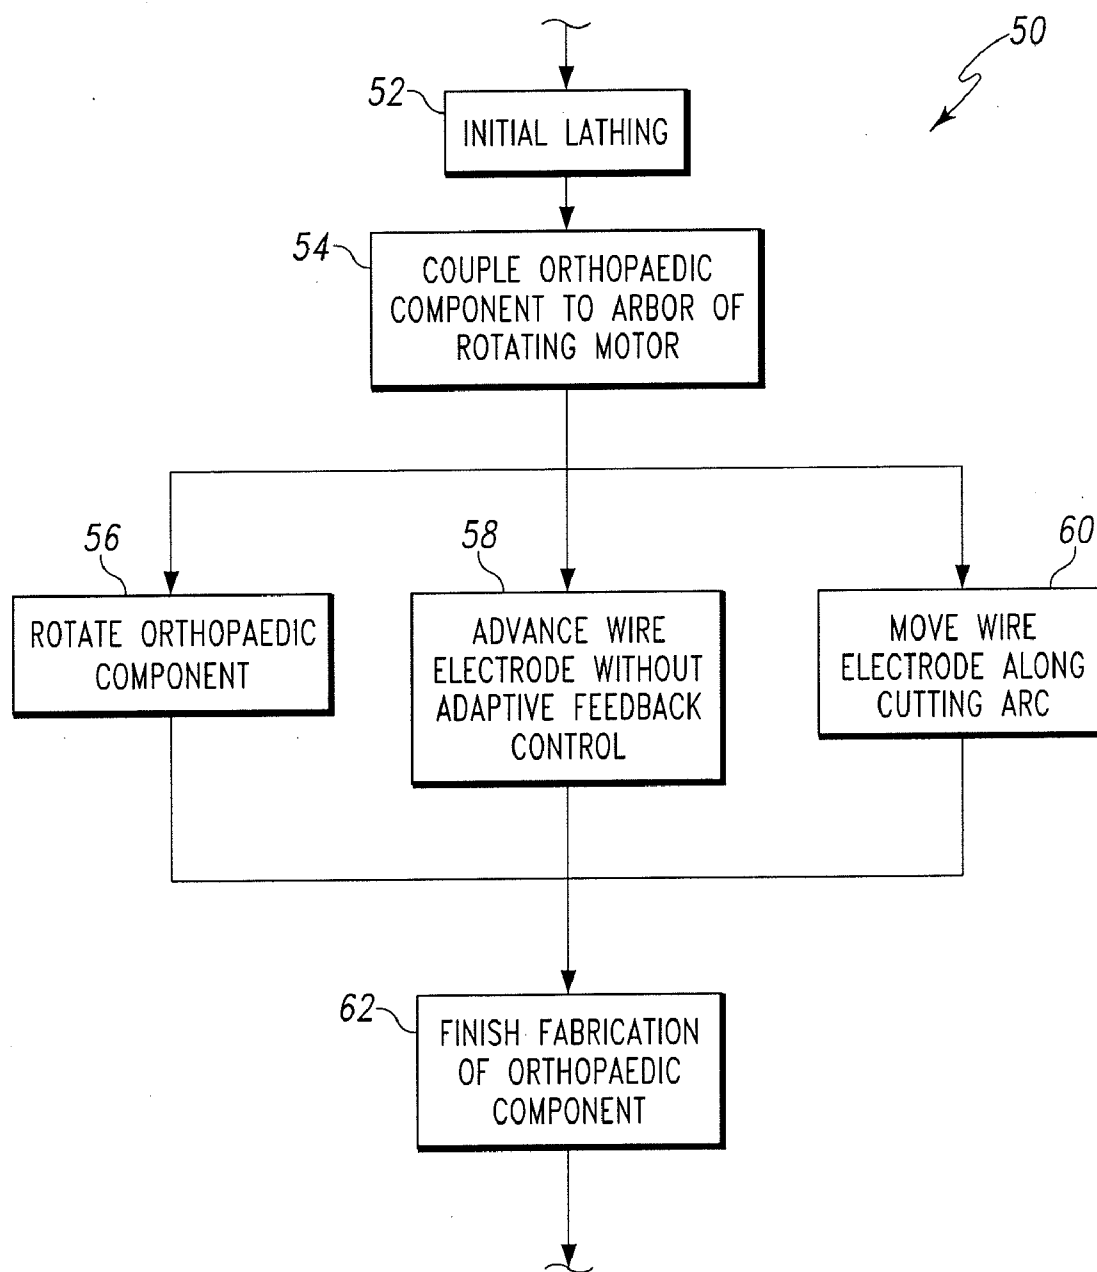 50
52
INITIAL LATHING
54
COUPLE ORTHOPAEDIC
COMPONENT TO ARBOR OF
ROTATING MOTOR
56
ROTATE ORTHOPAEDIC
COMPONENT
58
ADVANCE WIRE
ELECTRODE WITHOUT
ADAPTIVE FEEDBACK
CONTROL
60
MOVE WIRE
ELECTRODE ALONG
CUTTING ARC
62
FINISH FABRICATION
OF ORTHOPAEDIC
COMPONENT